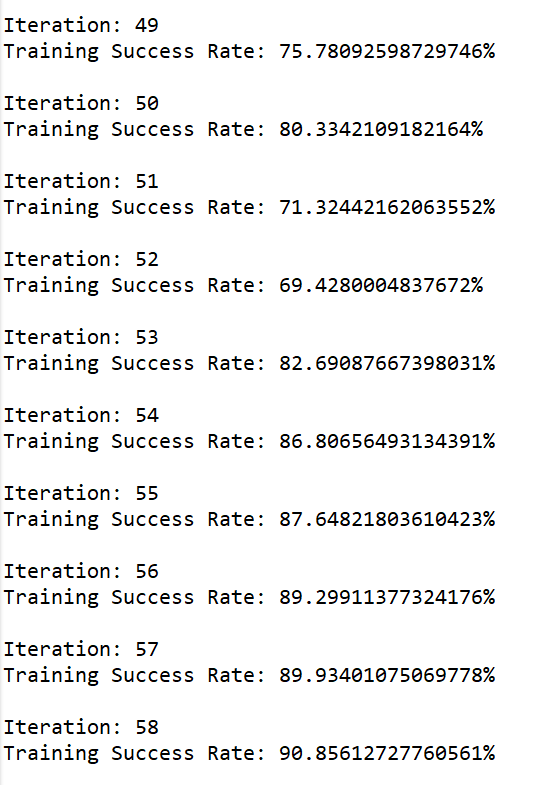 Iteration: 49
Training Success Rate: 75.78092598729746%
Iteration: 50
Training Success Rate: 80.3342109182164%
Iteration: 51
Training Success Rate: 71.32442162063552%
Iteration: 52
Training Success Rate: 69.4280004837672%
Iteration: 53
Training Success Rate: 82.69087667398031%
Iteration: 54
Training Success Rate: 86.80656493134391%
Iteration: 55
Training Success Rate: 87.64821803610423%
Iteration: 56
Training Success Rate: 89.29911377324176%
Iteration: 57
Training Success Rate: 89.93401075069778%
Iteration: 58
Training Success Rate: 90.85612727760561%